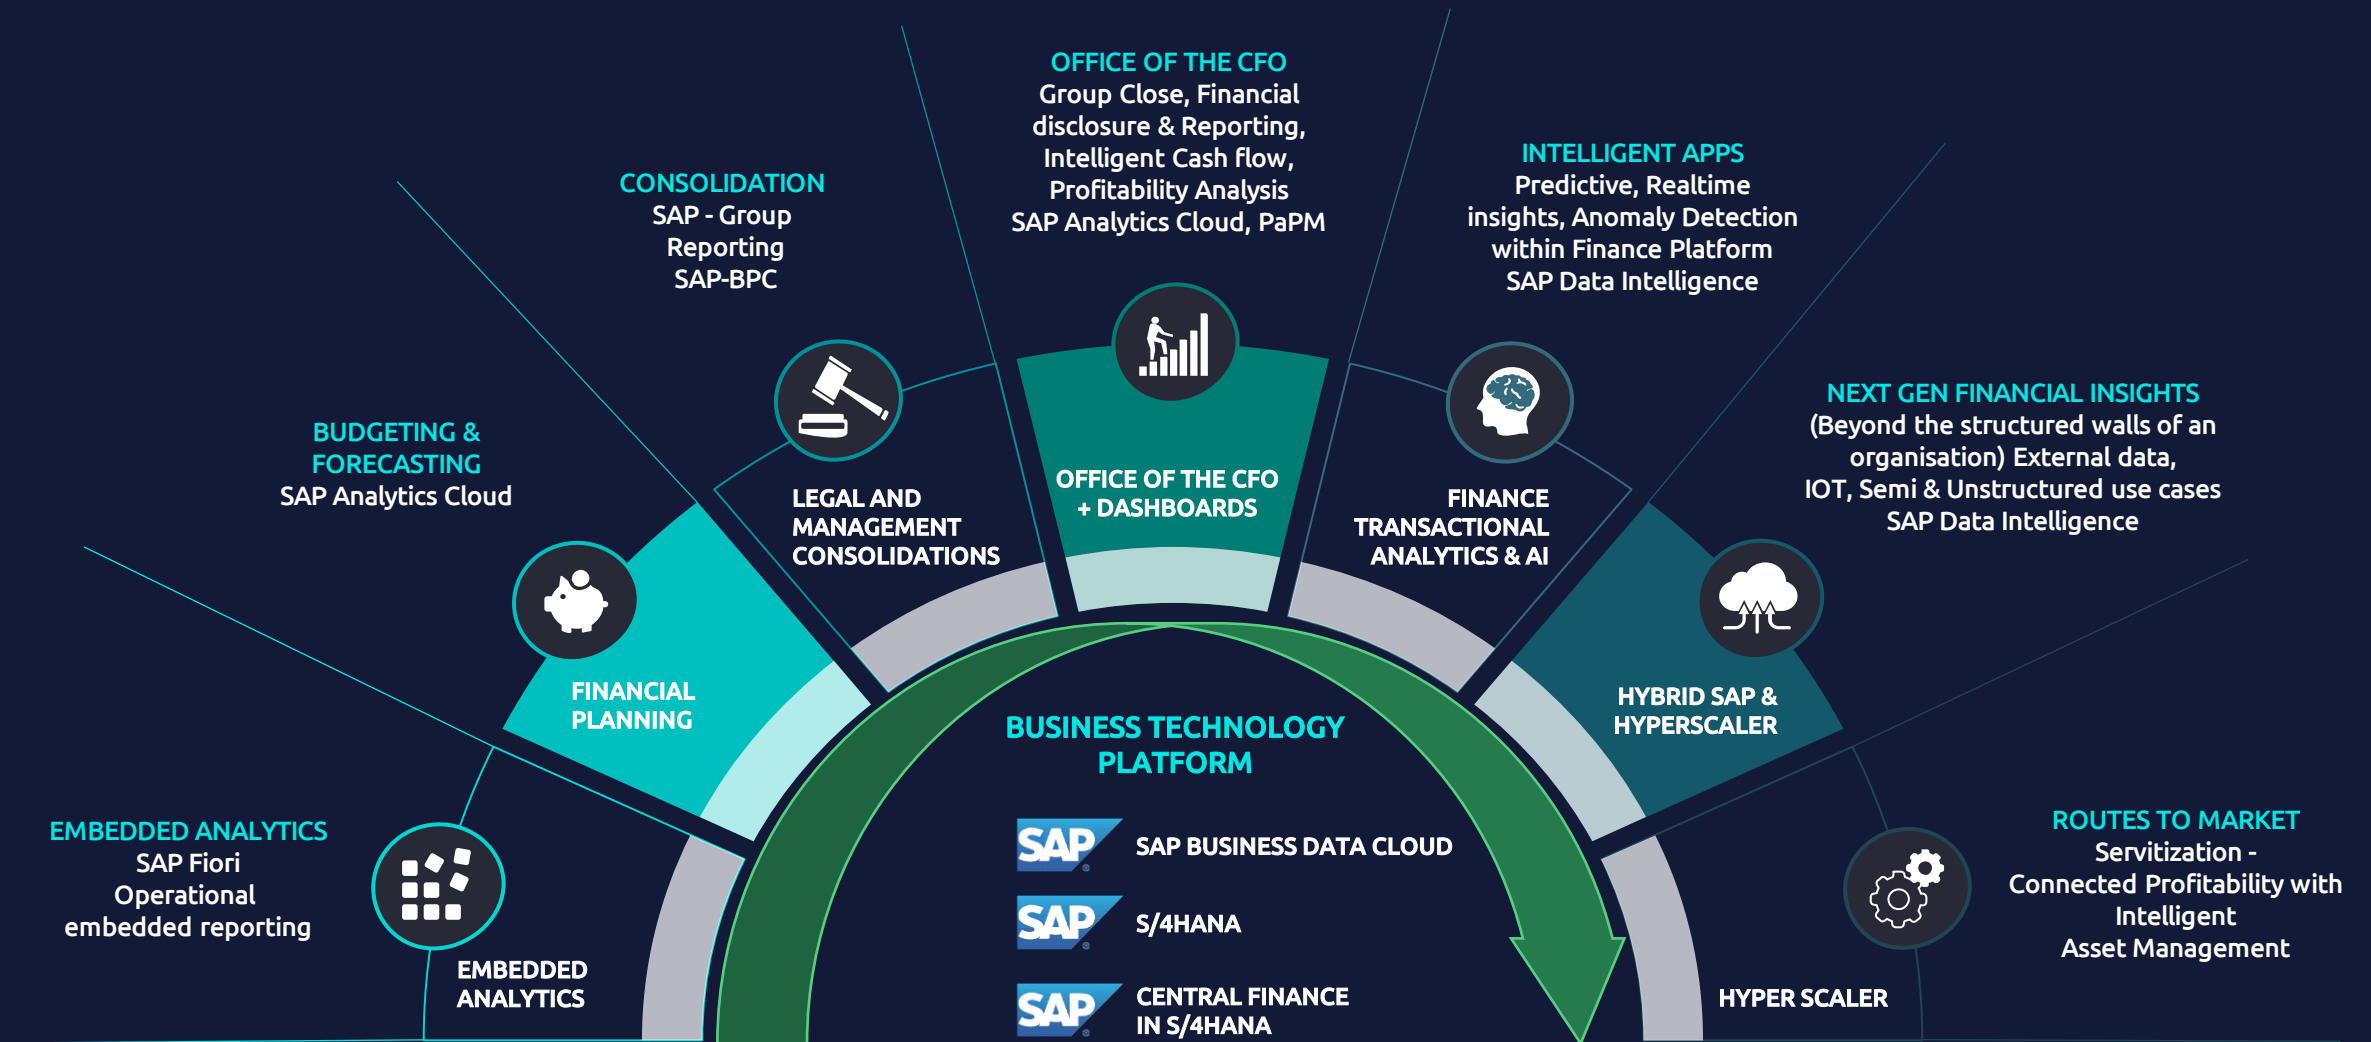 OFFICE OF THE CFO
Group Close, Financial
disclosure & Reporting,
Intelligent Cash flow,
Profitability Analysis
SAP Analytics Cloud, PaPM
INTELLIGENT APPS
Predictive, Realtime
insights, Anomaly Detection
within Finance Platform
SAP Data Intelligence
CONSOLIDATION
SAP - Group
Reporting
SAP-BPC
NEXT GEN FINANCIAL INSIGHTS
(Beyond the structured walls of an
organisation) External data,
IOT, Semi & Unstructured use cases
SAP Data Intelligence
BUDGETING &
FORECASTING
SAP Analytics Cloud
OFFICE OF THE CFO
+ DASHBOARDS
LEGAL AND
MANAGEMENT
CONSOLIDATIONS
FINANCE
TRANSACTIONAL
ANALYTICS & AI
FINANCIAL
PLANNING
HYBRID SAP &
HYPERSCALER
BUSINESS TECHNOLOGY
PLATFORM
EMBEDDED ANALYTICS
SAP Fiori
Operational
embedded reporting
ROUTES TO MARKET
Servitization -
Connected Profitability with
Intelligent
Asset Management
SAP ® SAP BUSINESS DATA CLOUD
SAP ® S/4HANA
SAP ® CENTRAL FINANCE
IN S/4HANA
EMBEDDED
ANALYTICS
HYPER SCALER